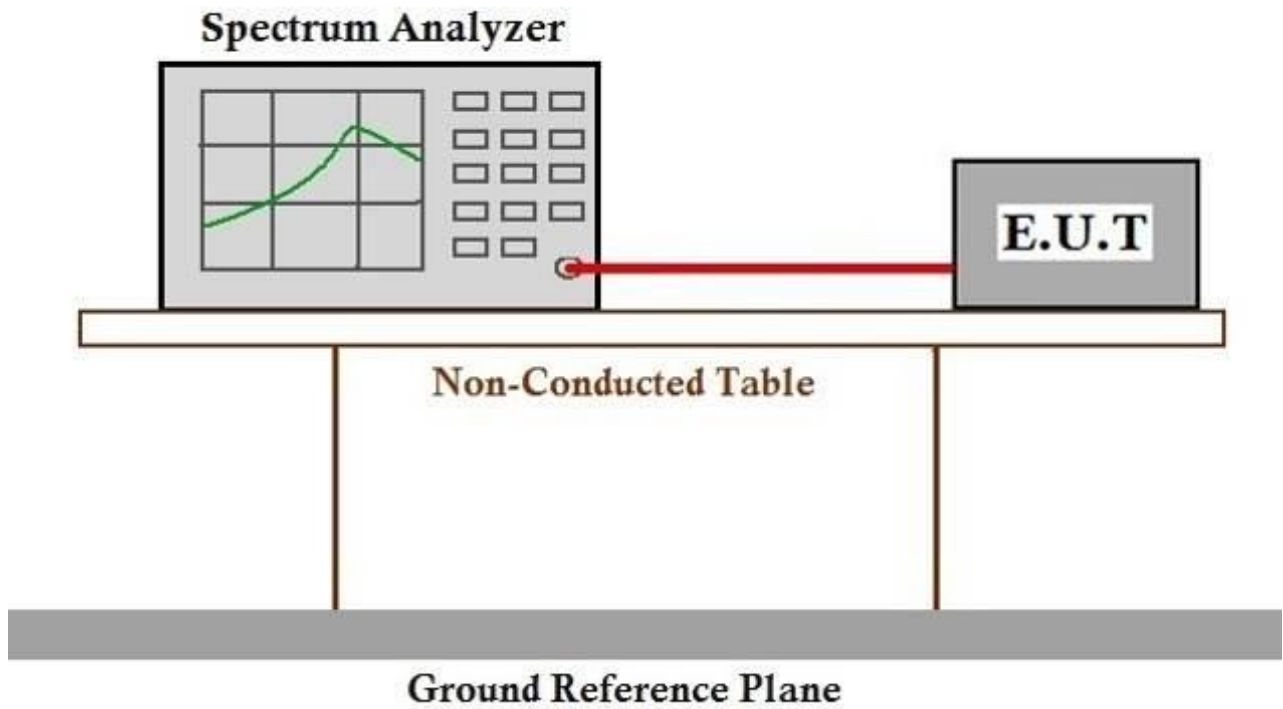 Spectrum Analyzer
E.U.T
Non-Conducted Table
Ground Reference Plane